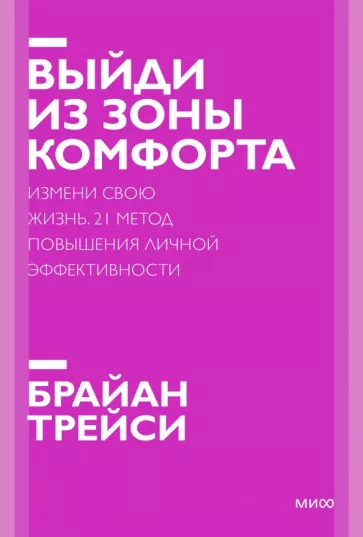 ВЫЙДИ
ИЗ ЗОНЫ
КОМФОРТА
ИЗМЕНИ СВОЮ
ЖИЗНЬ. 21 МЕТОД
ПОВЫШЕНИЯ ЛИЧНОЙ
ЭФФЕКТИВНОСТИ
БРАЙАН
ТРЕЙСИ
МИФ